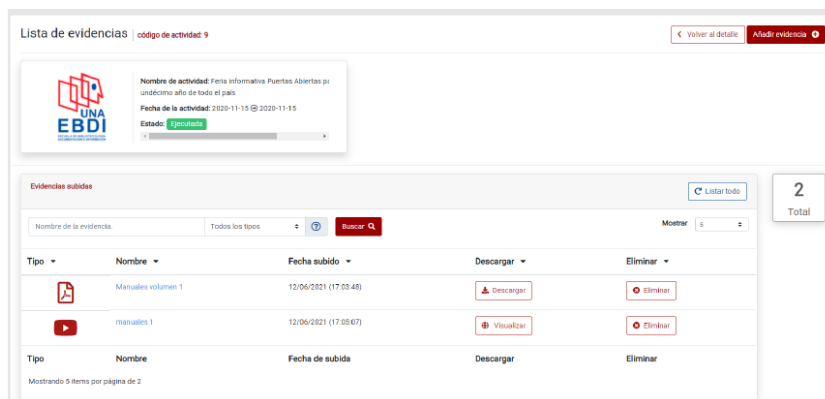 Lista de evidencias | código de actividad: 9
Volver al detalle
Añadir evidencia
UNA
EBDI
Nombre de actividad: Feria informativa Puertas Abiertas pa
undécimo año de todo el país
Fecha de la actividad: 2020-11-15 2020-11-15
Estado: Ejecutada
Evidencias subidas
Listar todo
2
Total
Nombre de la evidencia.
Todos los tipos
Buscar
Mostrar 5
Tipo Nombre Fecha subido Descargar Eliminar
Manuales volumen 1 12/06/2021 (17:03:48) Descargar Eliminar
manuales 1 12/06/2021 (17:05:07) Visualizar Eliminar
Tipo Nombre Fecha de subida Descargar Eliminar
Mostrando 5 items por página de 2